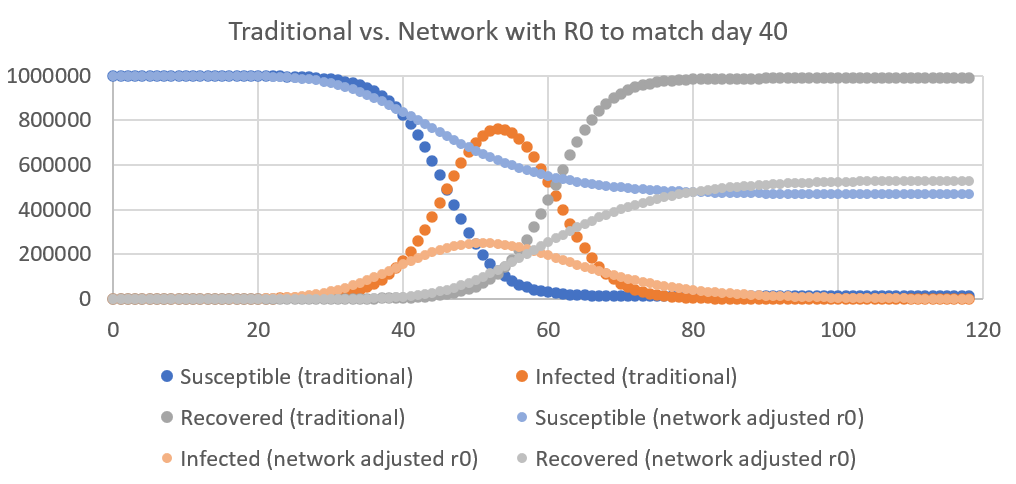 Traditional vs. Network with R0 to match day 40
1000000
800000
600000
400000
200000
0
0 20 40 60 80 100 120
Susceptible (traditional) Infected (traditional)
Recovered (traditional) Susceptible (network adjusted r0)
Infected (network adjusted r0) Recovered (network adjusted r0)